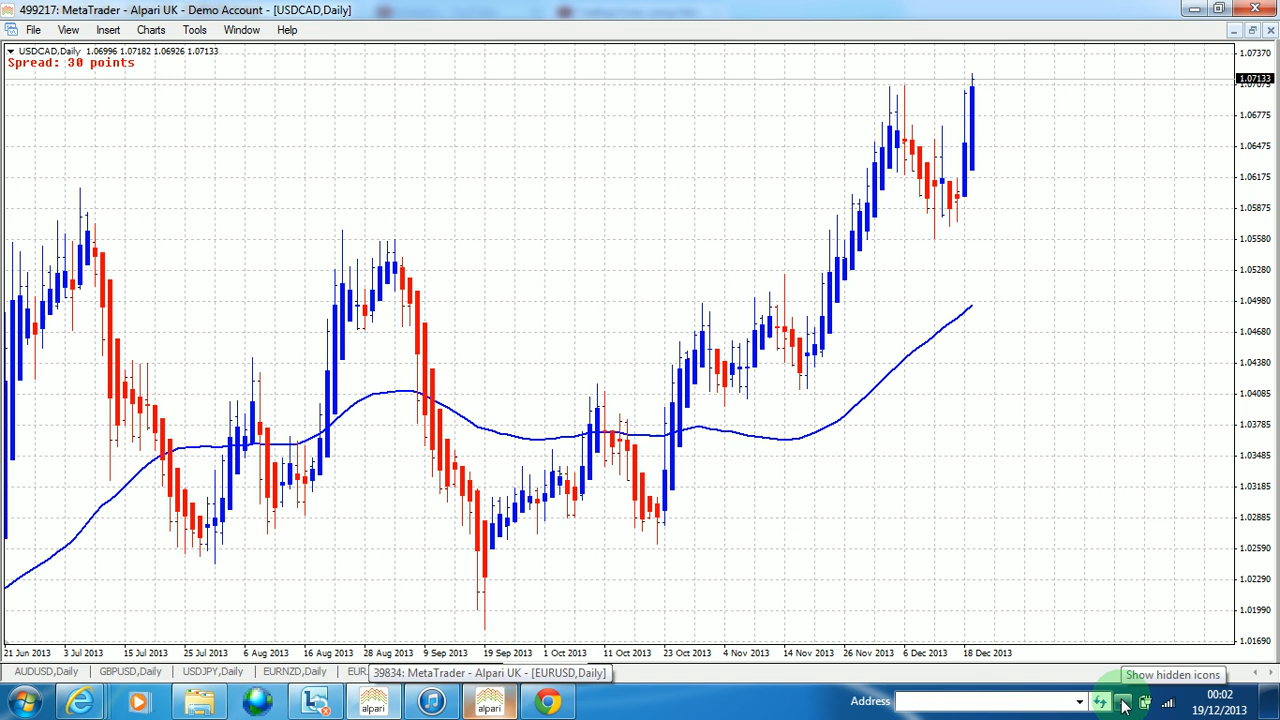 499217: MetaTrader - Alpari UK - Demo Account - [USDCAD,Daily]
File View Insert Charts Tools Window Help
USDCAD,Daily 1.06996 1.07182 1.06926 1.07133
Spread: 30 points
1.07370
1.07133
1.07075
1.06775
1.06475
1.06175
1.05875
1.05580
1.05280
1.04980
1.04680
1.04380
1.04085
1.03785
1.03485
1.03185
1.02885
1.02590
1.02290
1.01990
1.01690
21 Jun 2013 3 Jul 2013 15 Jul 2013 25 Jul 2013 6 Aug 2013 16 Aug 2013 28 Aug 2013 9 Sep 2013 19 Sep 2013 1 Oct 2013 11 Oct 2013 23 Oct 2013 4 Nov 2013 14 Nov 2013 26 Nov 2013 6 Dec 2013 18 Dec 2013
AUDUSD,Daily GBPUSD,Daily USDJPY,Daily EURNZD,Daily EUR
39834: MetaTrader - Alpari UK - [EURUSD,Daily]
Show hidden icons
alpari alpari
Address
00:02
19/12/2013